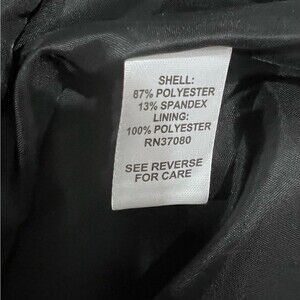 SHELL:
87% POLYESTER
13% SPANDEX
LINING:
100% POLYESTER
RN37080
SEE REVERSE
FOR CARE